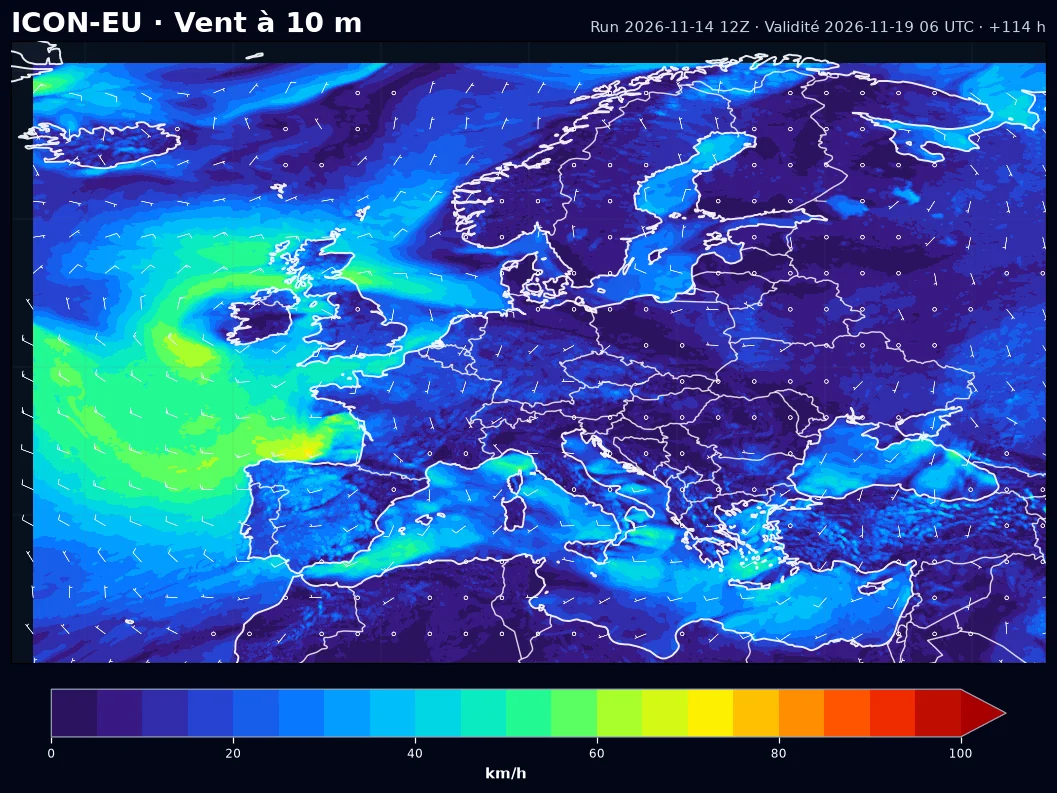 ICON-EU · Vent à 10 m
Run 2026-11-14 12Z · Validité 2026-11-19 06 UTC · +114 h
0 20 40 60 80 100
km/h